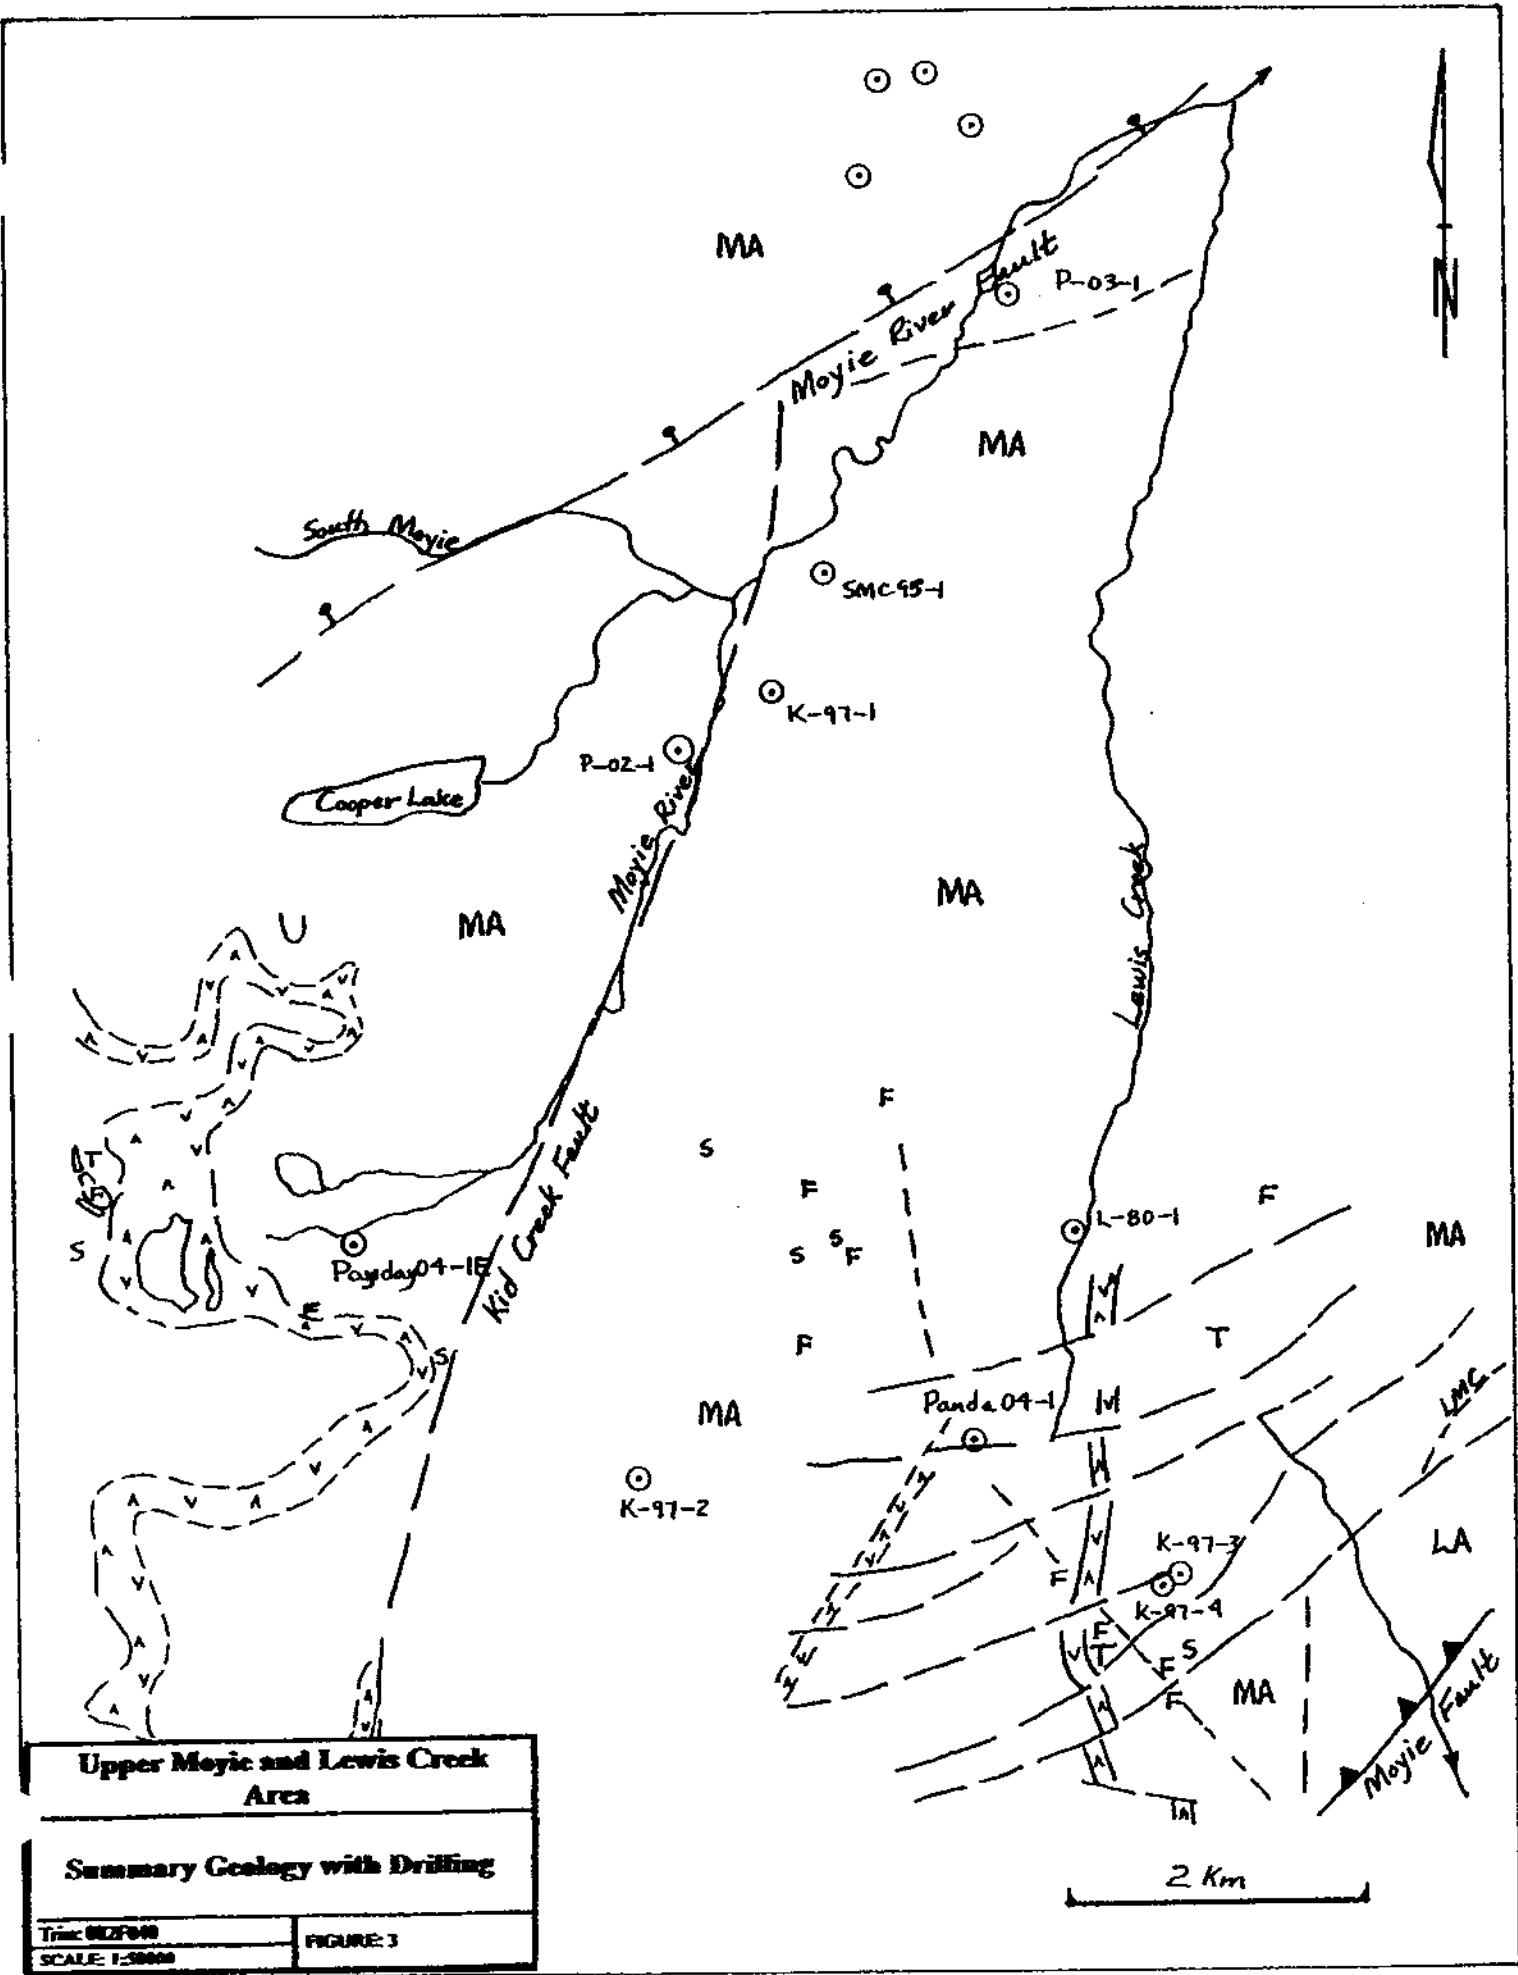 MA
Moyie River Fault
P-03-1
N
MA
South Moyie
SMC95-1
K-97-1
P-02-1
Cooper Lake
Moyie River
MA
Lewis Creek
U
MA
F
S
T
F
L-80-1
F
MA
S
S
S
F
Payday 04-1E
Kid Creek Fault
E
F
T
S
Panda 04-1
LMC
MA
K-97-2
K-97-3
LA
F
K-97-4
F
T
S
F
F
MA
Moyie Fault
2 Km
Upper Moyie and Lewis Creek
Area
Summary Geology with Drilling
SCALE: 1:50000
FIGURE: 3